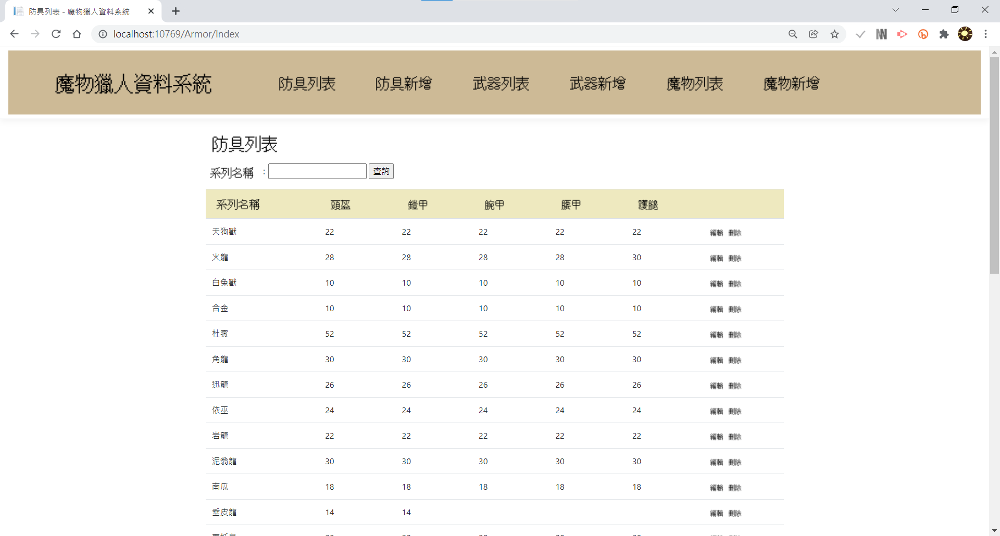 防具列表 - 魔物獵人資料系統
localhost:10769/Armor/Index
魔物獵人資料系統 防具列表 防具新增 武器列表 武器新增 魔物列表 魔物新增
防具列表
系列名稱 : 查詢
系列名稱 頭盔 鎧甲 腕甲 腰甲 護腿
天狗獸 22 22 22 22 22 編輯 刪除
火龍 28 28 28 28 30 編輯 刪除
白兔獸 10 10 10 10 10 編輯 刪除
合金 10 10 10 10 10 編輯 刪除
杜賓 52 52 52 52 52 編輯 刪除
角龍 30 30 30 30 30 編輯 刪除
迅龍 26 26 26 26 26 編輯 刪除
依巫 24 24 24 24 24 編輯 刪除
岩龍 22 22 22 22 22 編輯 刪除
泥翁龍 30 30 30 30 30 編輯 刪除
南瓜 18 18 18 18 18 編輯 刪除
垂皮龍 14 14 編輯 刪除